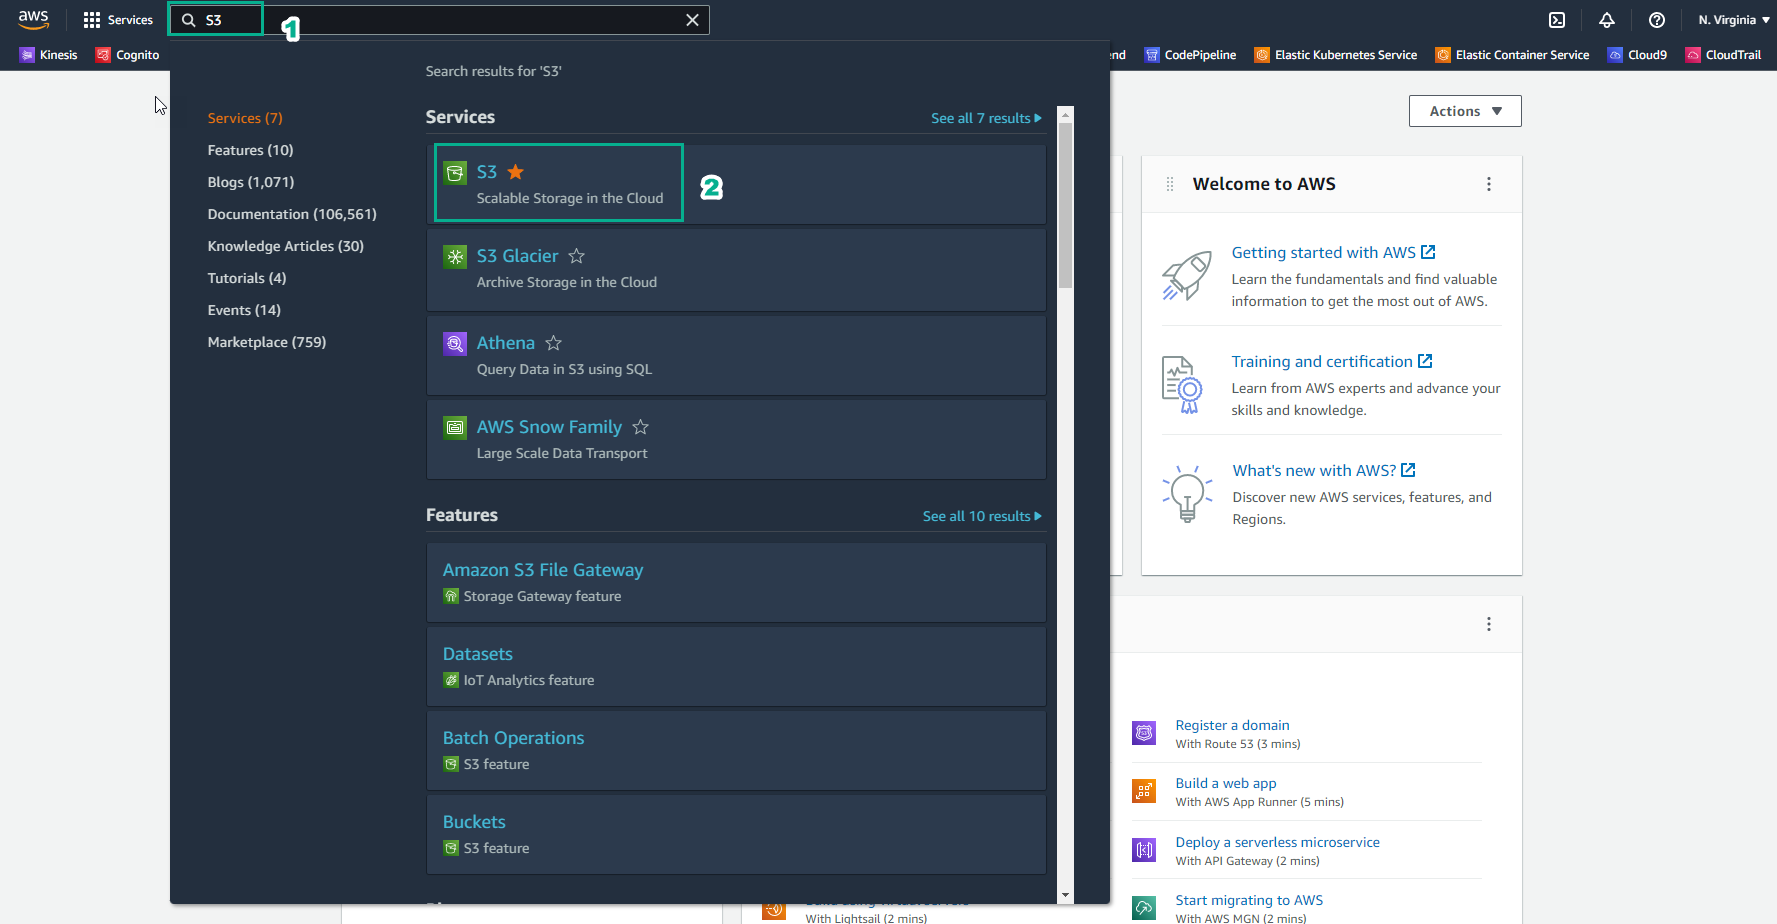 aws
Services
S3
1
N. Virginia
Kinesis
Cognito
nd
CodePipeline
Elastic Kubernetes Service
Elastic Container Service
Cloud9
CloudTrail
Search results for 'S3'
Services (7)
Features (10)
Blogs (1,071)
Documentation (106,561)
Knowledge Articles (30)
Tutorials (4)
Events (14)
Marketplace (759)
Services
See all 7 results
S3
Scalable Storage in the Cloud
2
S3 Glacier
Archive Storage in the Cloud
Athena
Query Data in S3 using SQL
AWS Snow Family
Large Scale Data Transport
Features
See all 10 results
Amazon S3 File Gateway
Storage Gateway feature
Datasets
IoT Analytics feature
Batch Operations
S3 feature
Buckets
S3 feature
Actions
Welcome to AWS
Getting started with AWS
Learn the fundamentals and find valuable
information to get the most out of AWS.
Training and certification
Learn from AWS experts and advance your
skills and knowledge.
What's new with AWS?
Discover new AWS services, features, and
Regions.
Register a domain
With Route 53 (3 mins)
Build a web app
With AWS App Runner (5 mins)
Deploy a serverless microservice
With API Gateway (2 mins)
Start migrating to AWS
With AWS MGN (2 mins)
With Lightsail (2 mins)